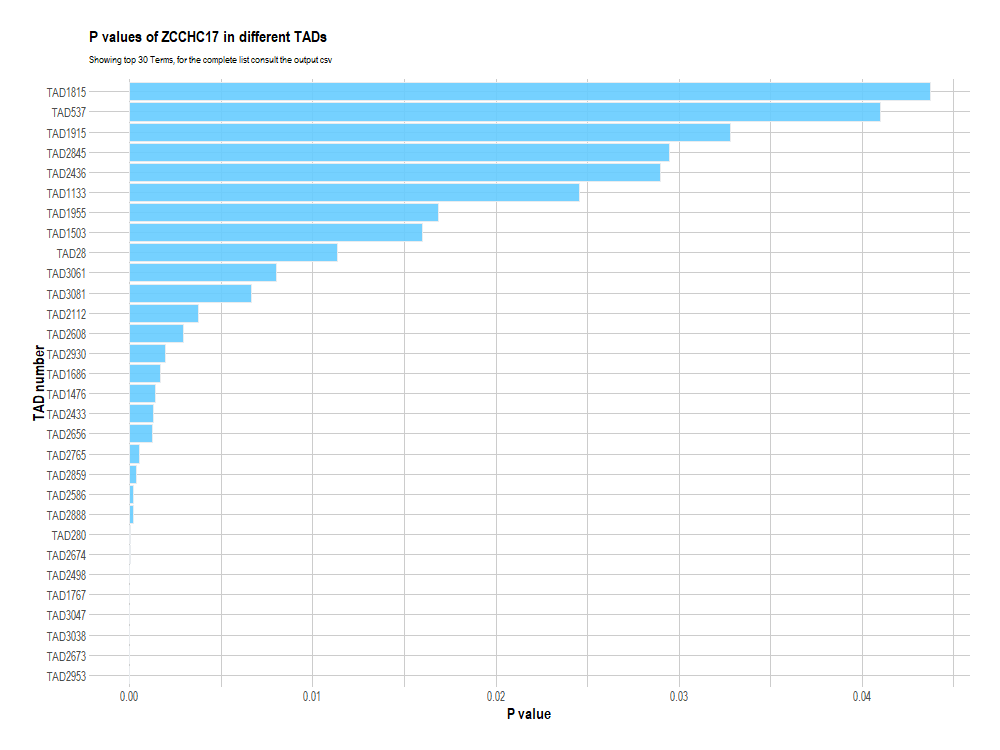 P values of ZCCHC17 in different TADs
Showing top 30 Terms, for the complete list consult the output csv
TAD1815
TAD537
TAD1915
TAD2845
TAD2436
TAD1133
TAD1955
TAD1503
TAD28
TAD3061
TAD3081
TAD2112
TAD2608
TAD2930
TAD1686
TAD1476
TAD2433
TAD2656
TAD2765
TAD2859
TAD2586
TAD2888
TAD280
TAD2674
TAD2498
TAD1767
TAD3047
TAD3038
TAD2673
TAD2953
TAD number
0.00 0.01 0.02 0.03 0.04
P value